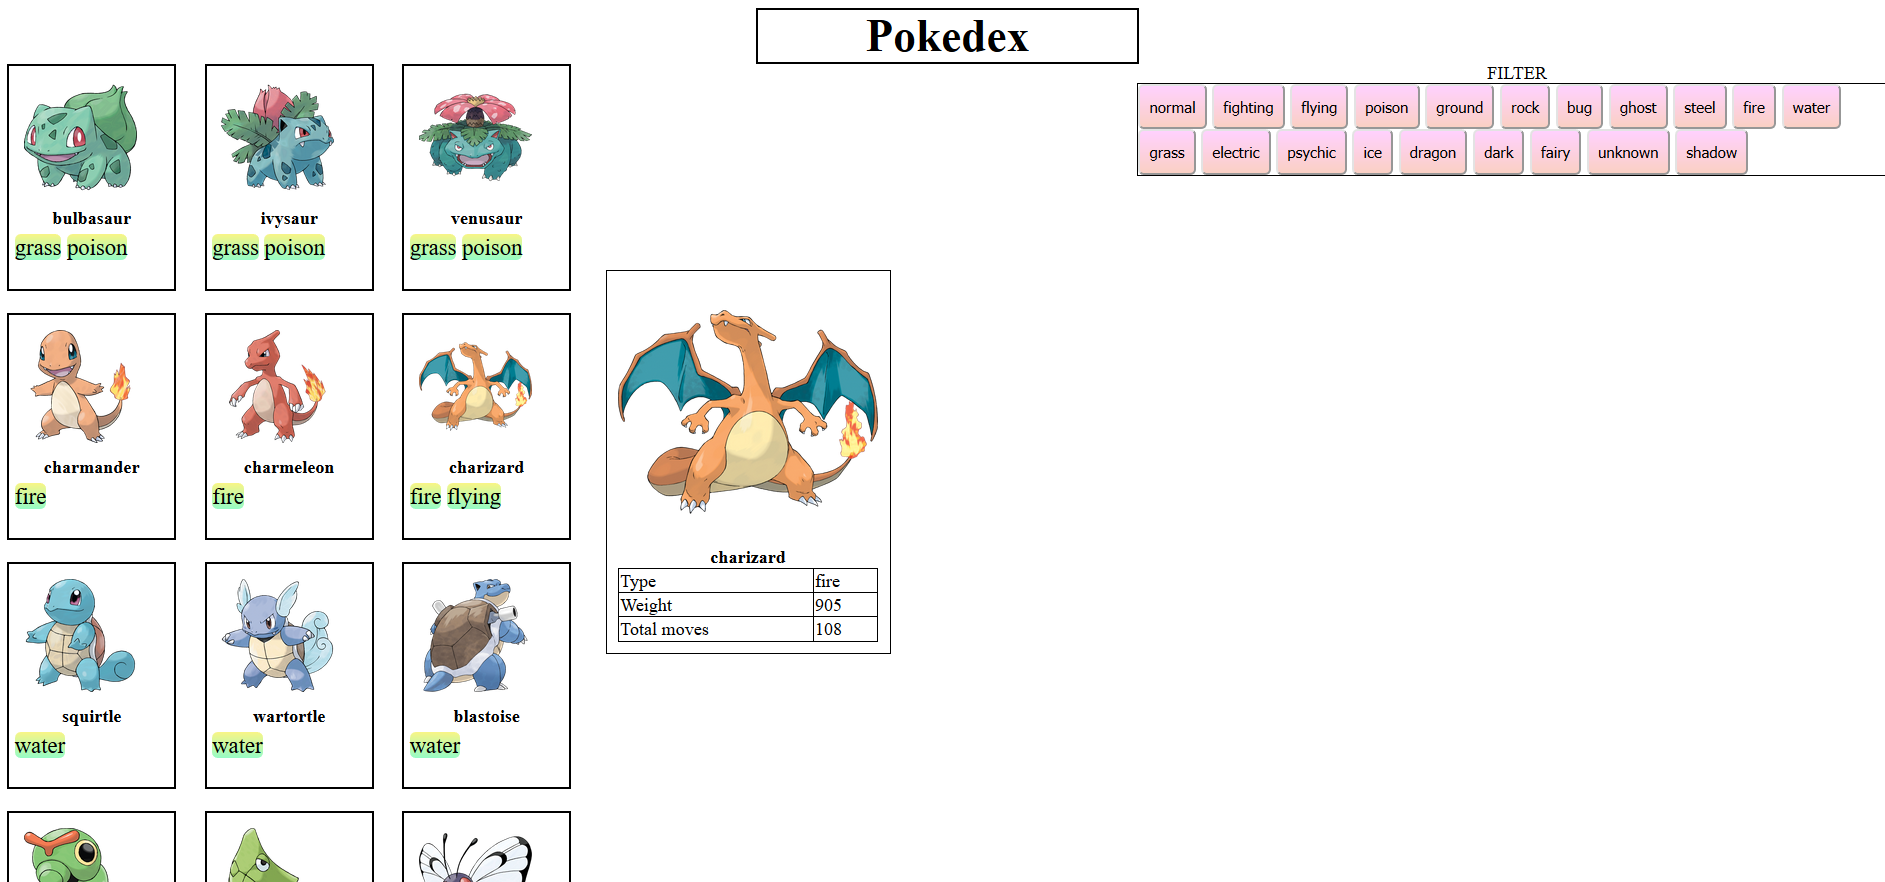 Pokedex
FILTER
normal fighting flying poison ground rock bug ghost steel fire water
grass electric psychic ice dragon dark fairy unknown shadow
bulbasaur
grass poison
ivysaur
grass poison
venusaur
grass poison
charmander
fire
charmeleon
fire
charizard
fire flying
squirtle
water
wartortle
water
blastoise
water
charizard
Type fire
Weight 905
Total moves 108